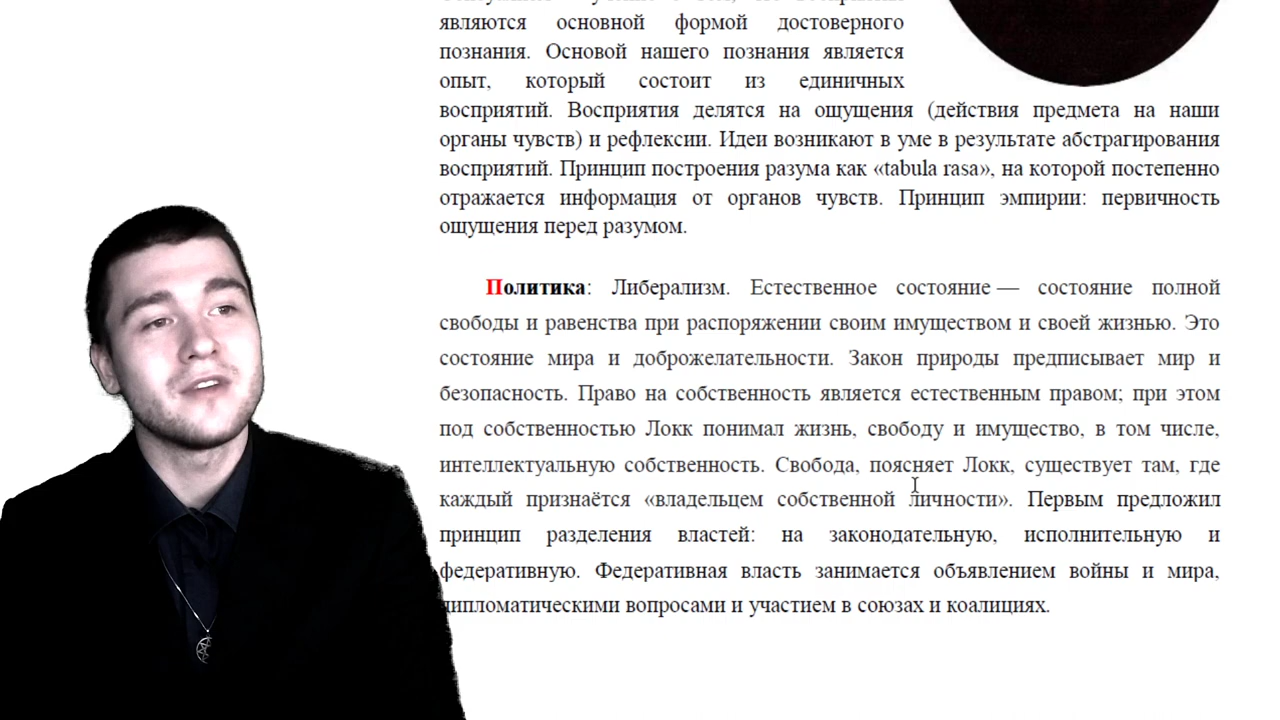 являются основной формой достоверного
познания. Основой нашего познания является
опыт, который состоит из единичных
восприятий. Восприятия делятся на ощущения (действия предмета на наши
органы чувств) и рефлексии. Идеи возникают в уме в результате абстрагирования
восприятий. Принцип построения разума как «tabula rasa», на которой постепенно
отражается информация от органов чувств. Принцип эмпирии: первичность
ощущения перед разумом.
Политика: Либерализм. Естественное состояние — состояние полной
свободы и равенства при распоряжении своим имуществом и своей жизнью. Это
состояние мира и доброжелательности. Закон природы предписывает мир и
безопасность. Право на собственность является естественным правом; при этом
под собственностью Локк понимал жизнь, свободу и имущество, в том числе,
интеллектуальную собственность. Свобода, поясняет Локк, существует там, где
каждый признаётся «владельцем собственной личности». Первым предложил
принцип разделения властей: на законодательную, исполнительную и
федеративную. Федеративная власть занимается объявлением войны и мира,
дипломатическими вопросами и участием в союзах и коалициях.